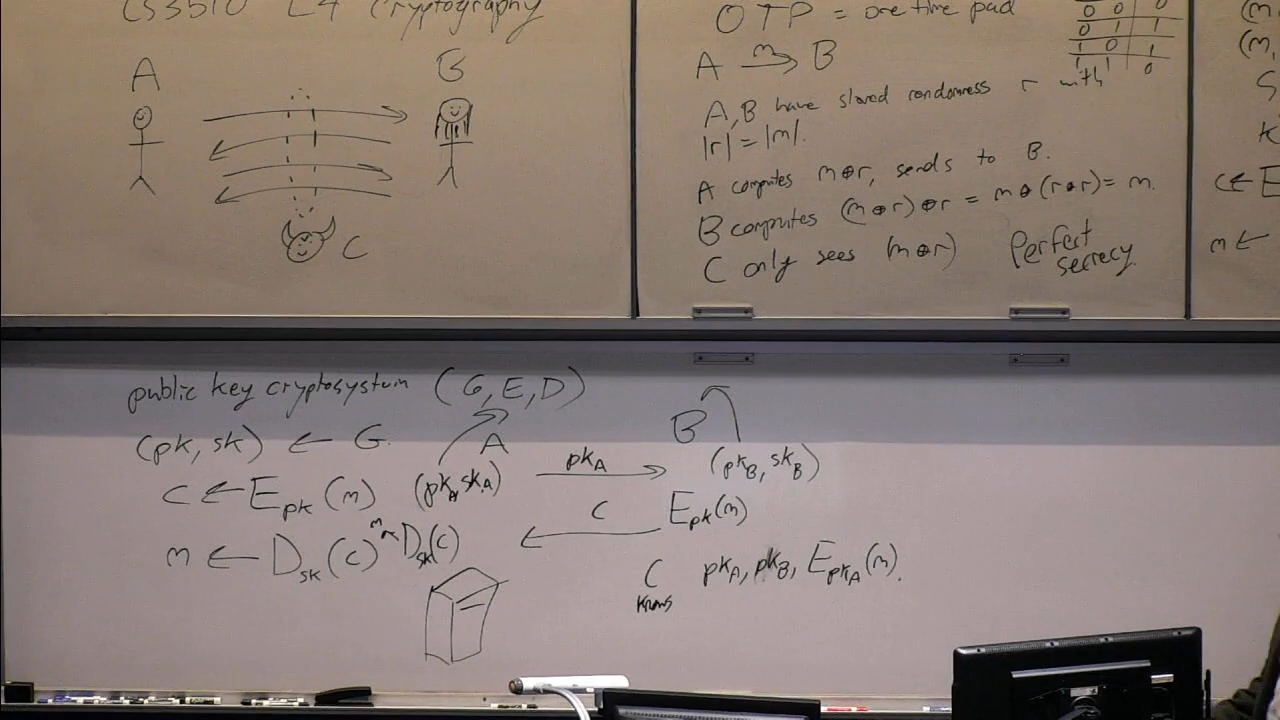 CS3510 L4 Cryptography
A
B
C
OTP = one time pad
0 0 0
0 1 1
1 0 1
1 1 0
A m→ B
A,B have shared randomness r with
|r| = |m|.
A computes m⊕r, sends to B.
B computes (m⊕r)⊕r = m⊕(r⊕r) = m.
C only sees (m⊕r)
Perfect
secrecy.
(m,
(m,
S
K
c ← E
m ←
public key cryptosystem (G, E, D)
(pk, sk) ← G.
c ← E_pk(m)
m ← D_sk(c)
A
(pk_A, sk_A)
m ← D_sk(c)
pk_A →
B
(pk_B, sk_B)
c ←
E_pk(m)
C
knows
pk_A, pk_B, E_pk_A(m).